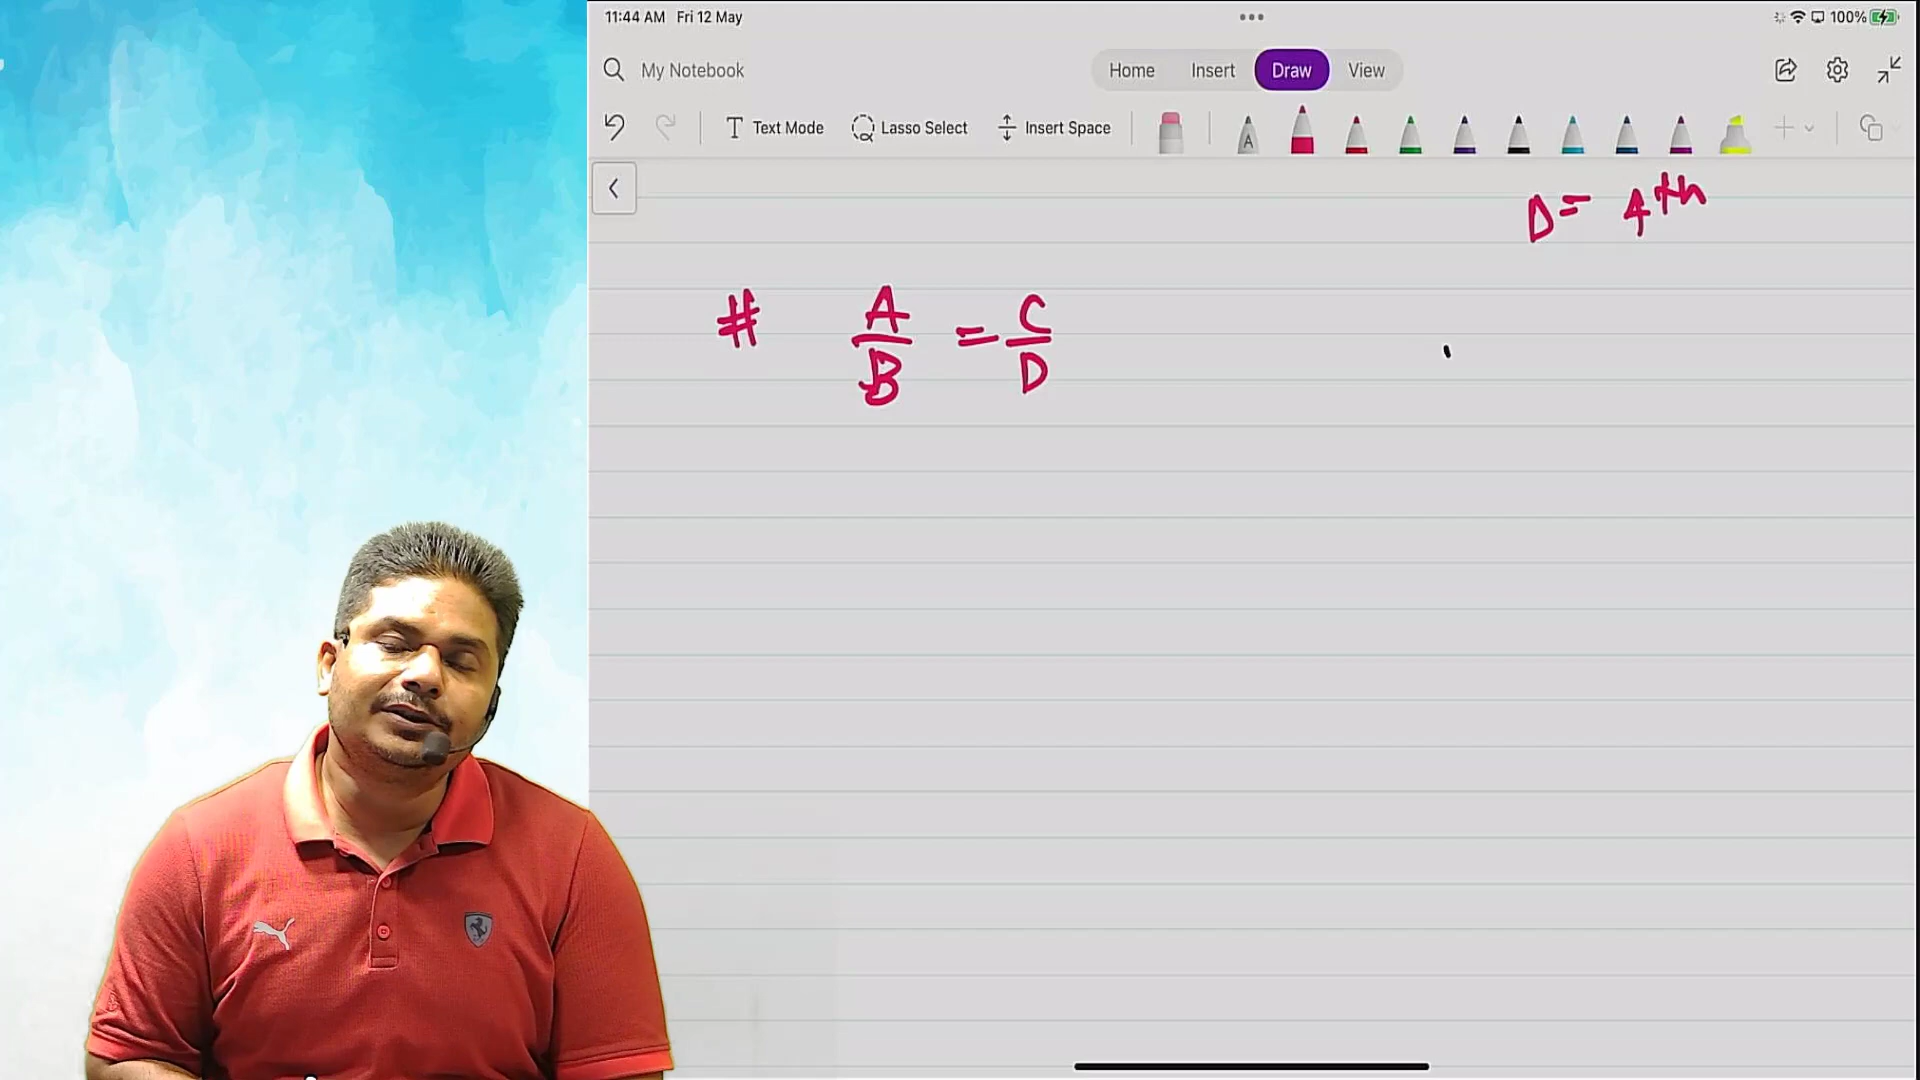 11:44 AM Fri 12 May
100%
My Notebook
Home Insert Draw View
Text Mode Lasso Select Insert Space
A
D = 4th
# A/B = C/D